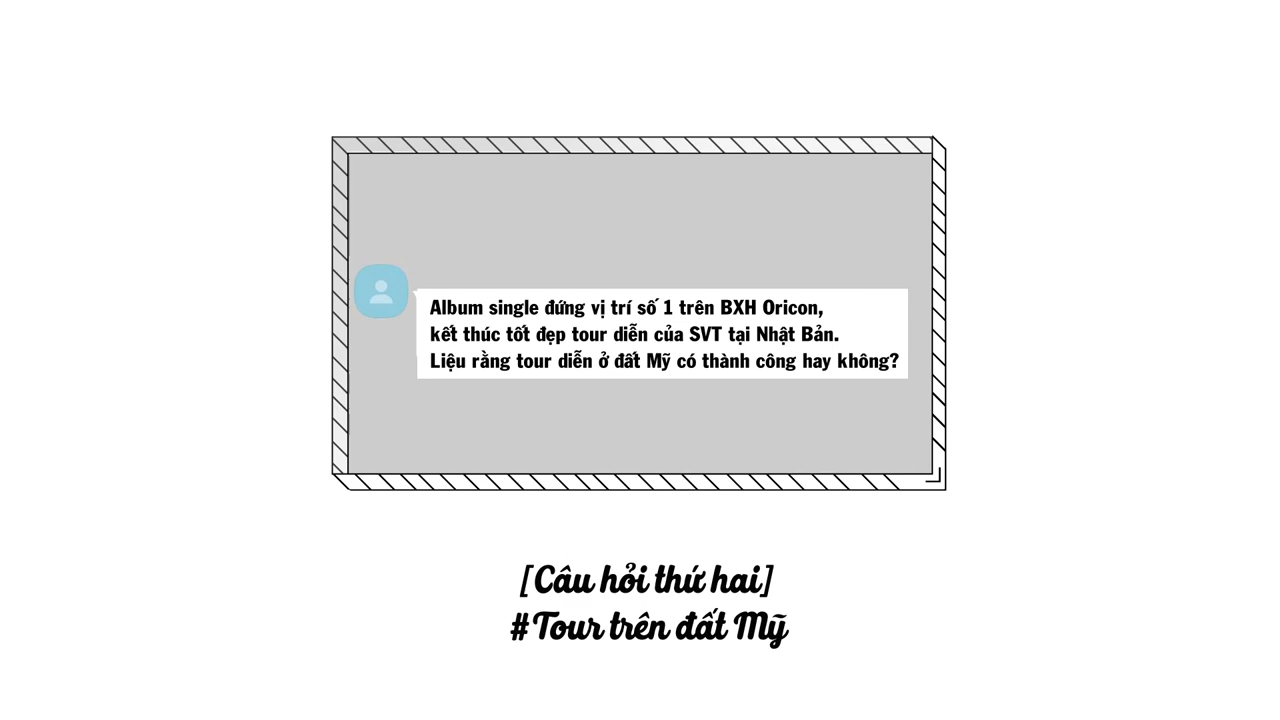 Album single đứng vị trí số 1 trên BXH Oricon,
kết thúc tốt đẹp tour diễn của SVT tại Nhật Bản.
Liệu rằng tour diễn ở đất Mỹ có thành công hay không?
[Câu hỏi thứ hai]
#Tour trên đất Mỹ